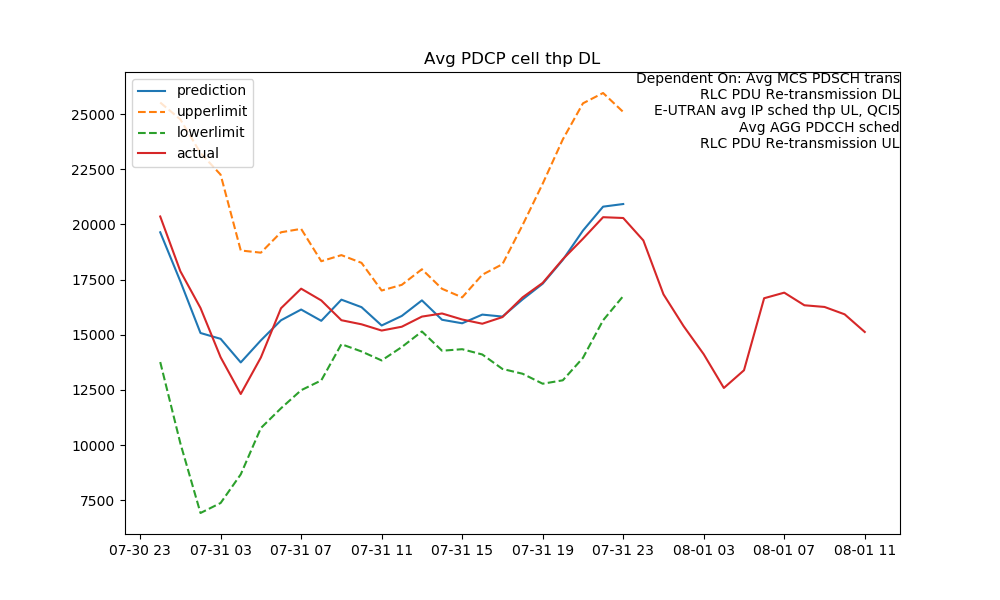 Avg PDCP cell thp DL
prediction
upperlimit
lowerlimit
actual
Dependent On: Avg MCS PDSCH trans
RLC PDU Re-transmission DL
E-UTRAN avg IP sched thp UL, QCI5
Avg AGG PDCCH sched
RLC PDU Re-transmission UL
25000
22500
20000
17500
15000
12500
10000
7500
07-30 23 07-31 03 07-31 07 07-31 11 07-31 15 07-31 19 07-31 23 08-01 03 08-01 07 08-01 11